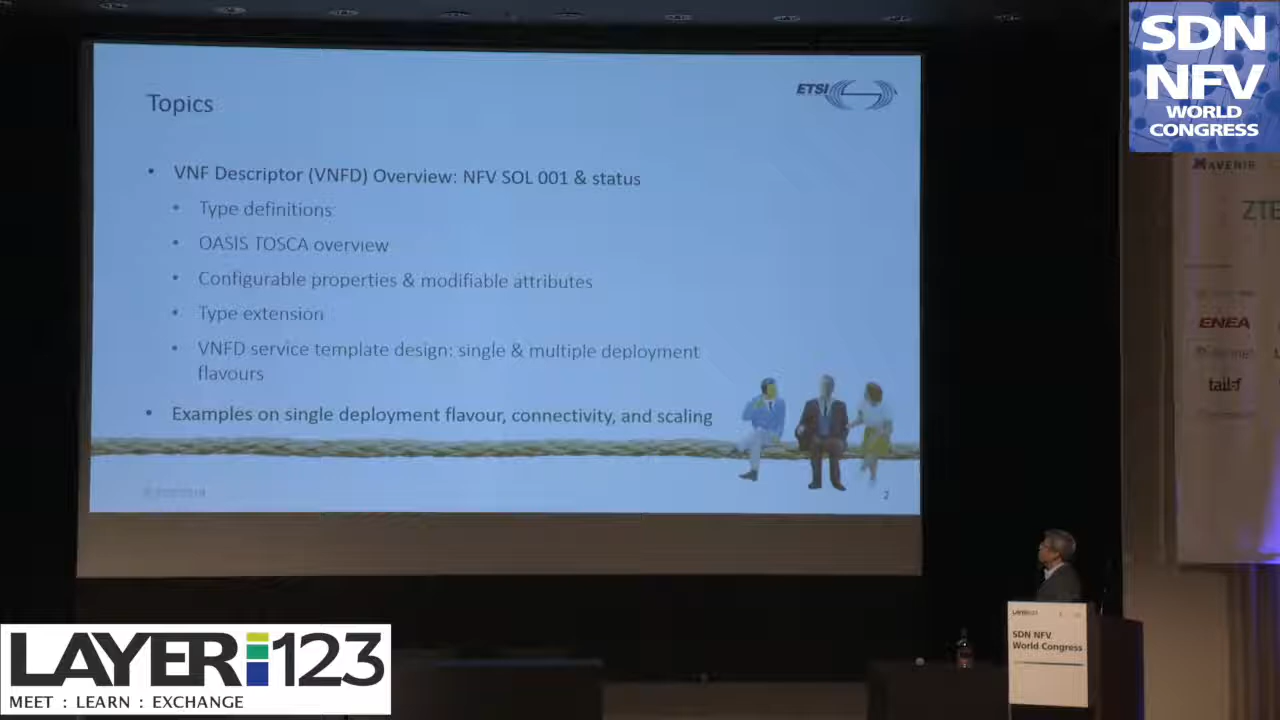 SDN
NFV
WORLD
CONGRESS
Topics
ETSI
• VNF Descriptor (VNFD) Overview: NFV SOL 001 & status
• Type definitions
• OASIS TOSCA overview
• Configurable properties & modifiable attributes
• Type extension
• VNFD service template design: single & multiple deployment
flavours
• Examples on single deployment flavour, connectivity, and scaling
2
MAVENIR
ZTE
ENEA
tail-f
LAYER123
SDN NFV
World Congress
LAYER123
MEET : LEARN : EXCHANGE